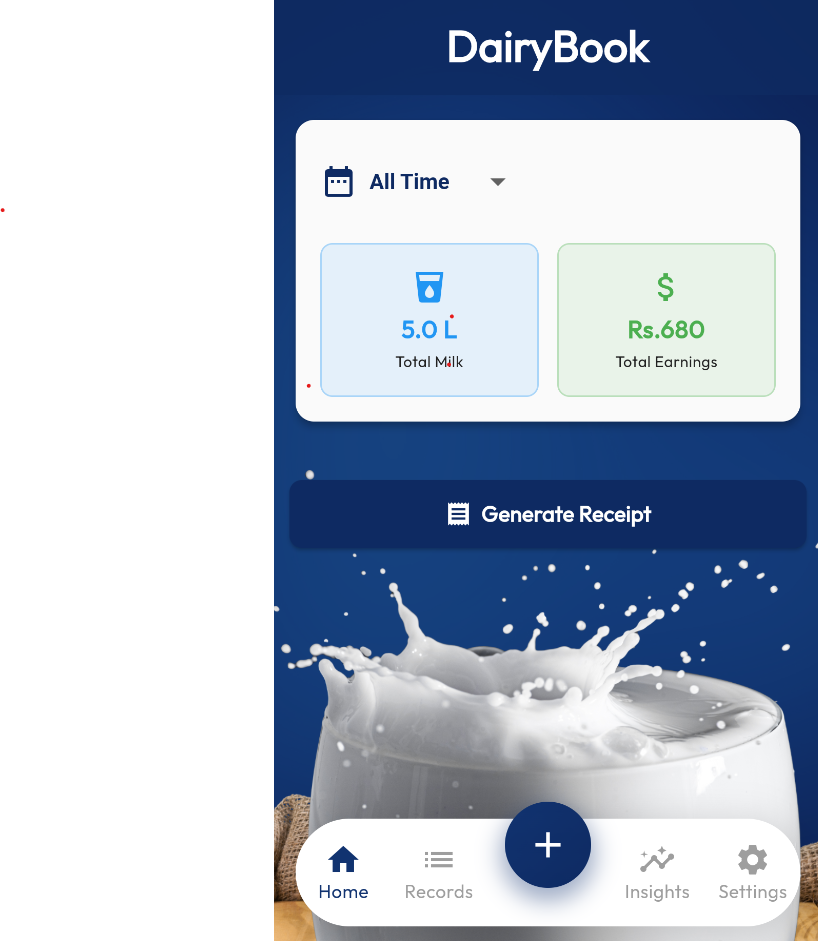 DairyBook
All Time
5.0 L
Total Milk
$
Rs.680
Total Earnings
Generate Receipt
+
Home
Records
Insights
Settings